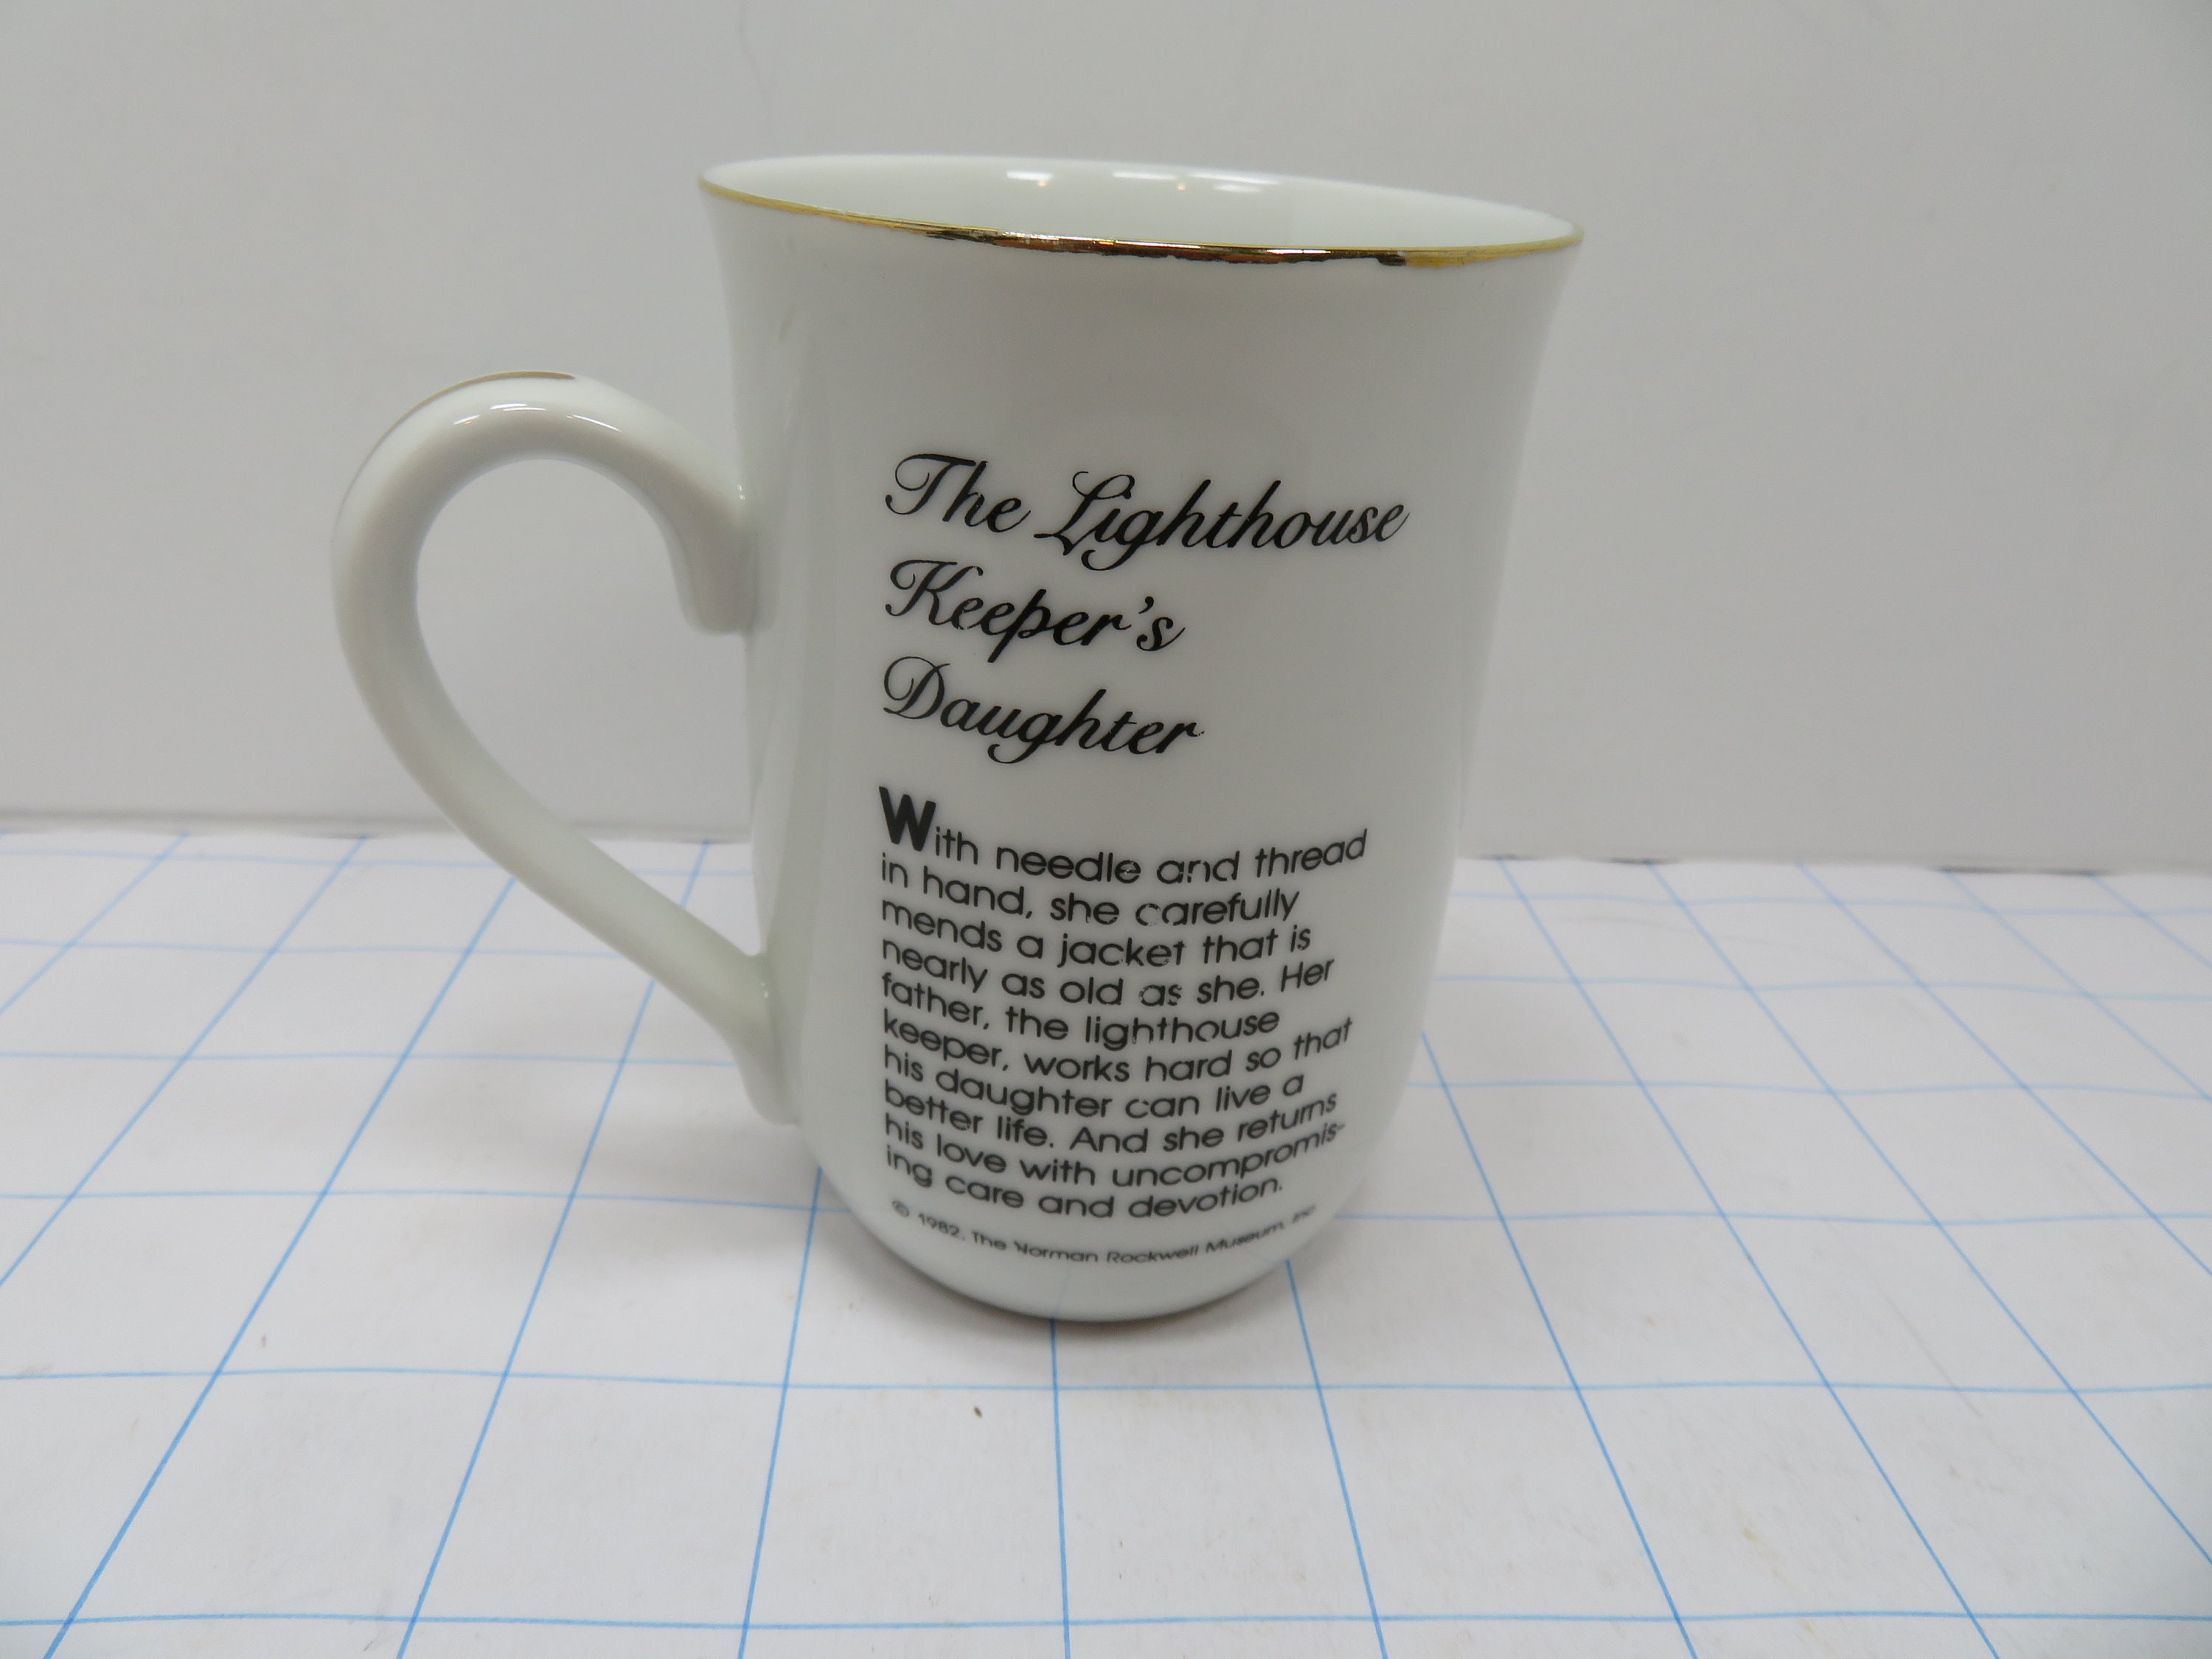 The Lighthouse
Keeper's
Daughter
With needle and thread
in hand, she carefully
mends a jacket that is
nearly as old as she. Her
father, the lighthouse
keeper, works hard so that
his daughter can live a
better life. And she returns
his love with uncompromis-
ing care and devotion.
© 1982, The Norman Rockwell Museum, Inc.